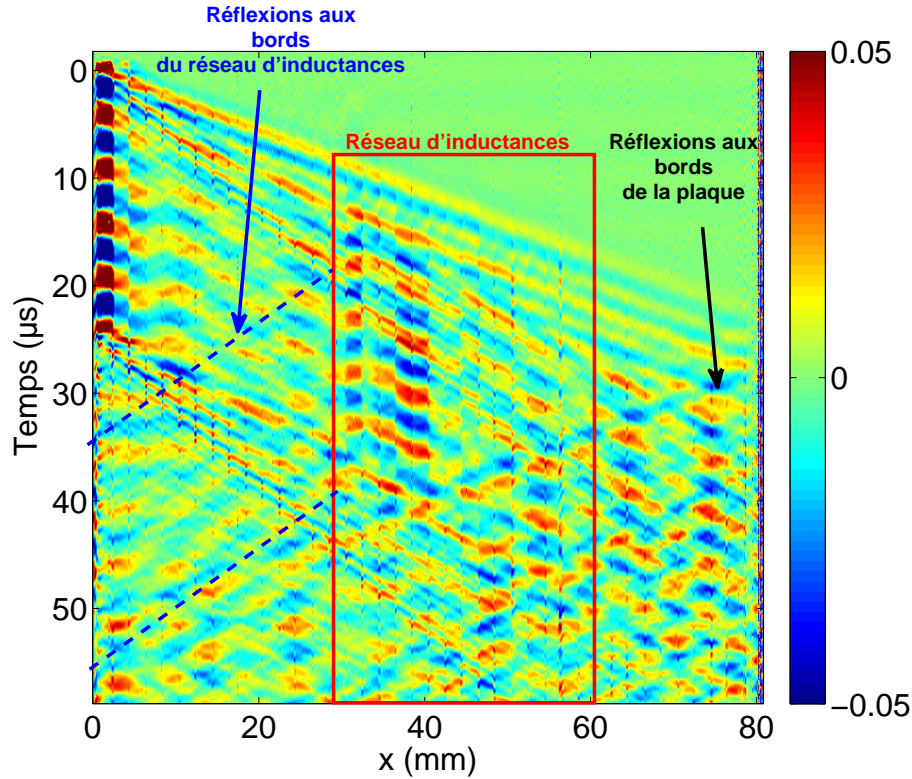 Réflexions aux
bords
du réseau d'inductances
Réseau d'inductances
Réflexions aux
bords
de la plaque
Temps (µs)
0
10
20
30
40
50
0
20
40
60
80
x (mm)
0.05
0
−0.05